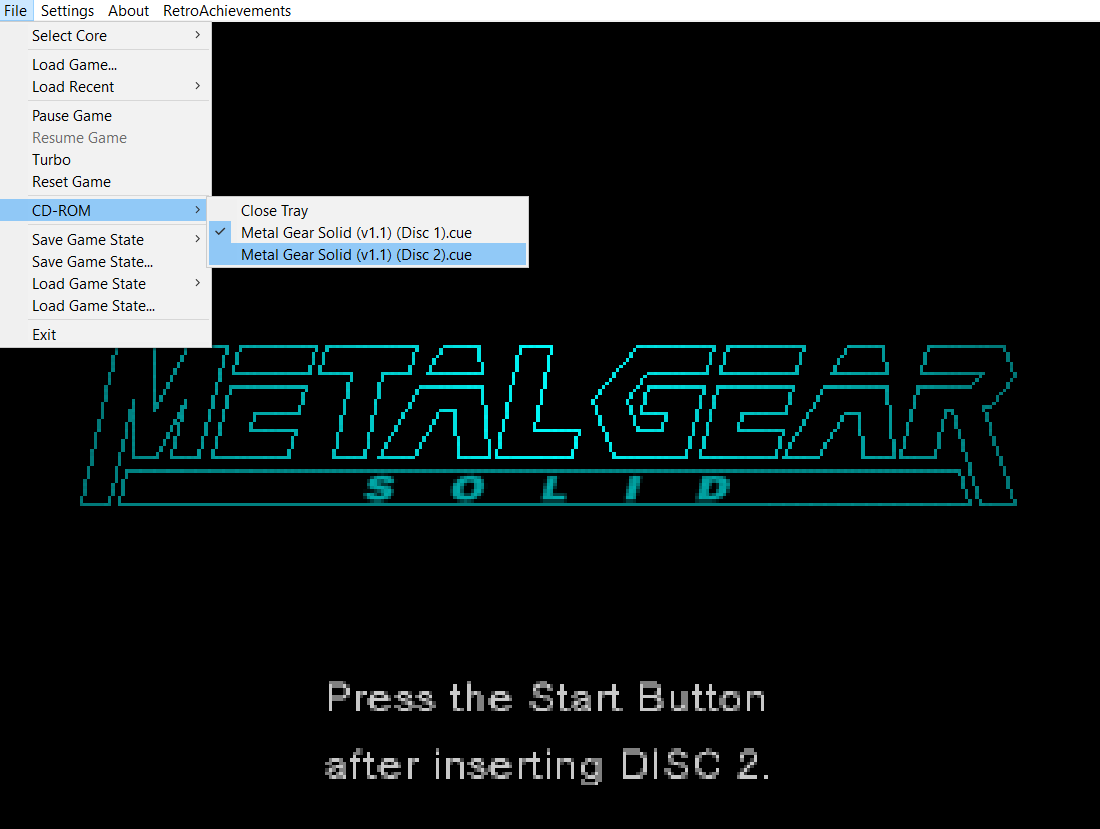 File Settings About RetroAchievements
Select Core
Load Game...
Load Recent
Pause Game
Resume Game
Turbo
Reset Game
CD-ROM
Close Tray
Metal Gear Solid (v1.1) (Disc 1).cue
Metal Gear Solid (v1.1) (Disc 2).cue
Save Game State
Save Game State...
Load Game State
Load Game State...
Exit
METAL GEAR
SOLID
Press the Start Button
after inserting DISC 2.